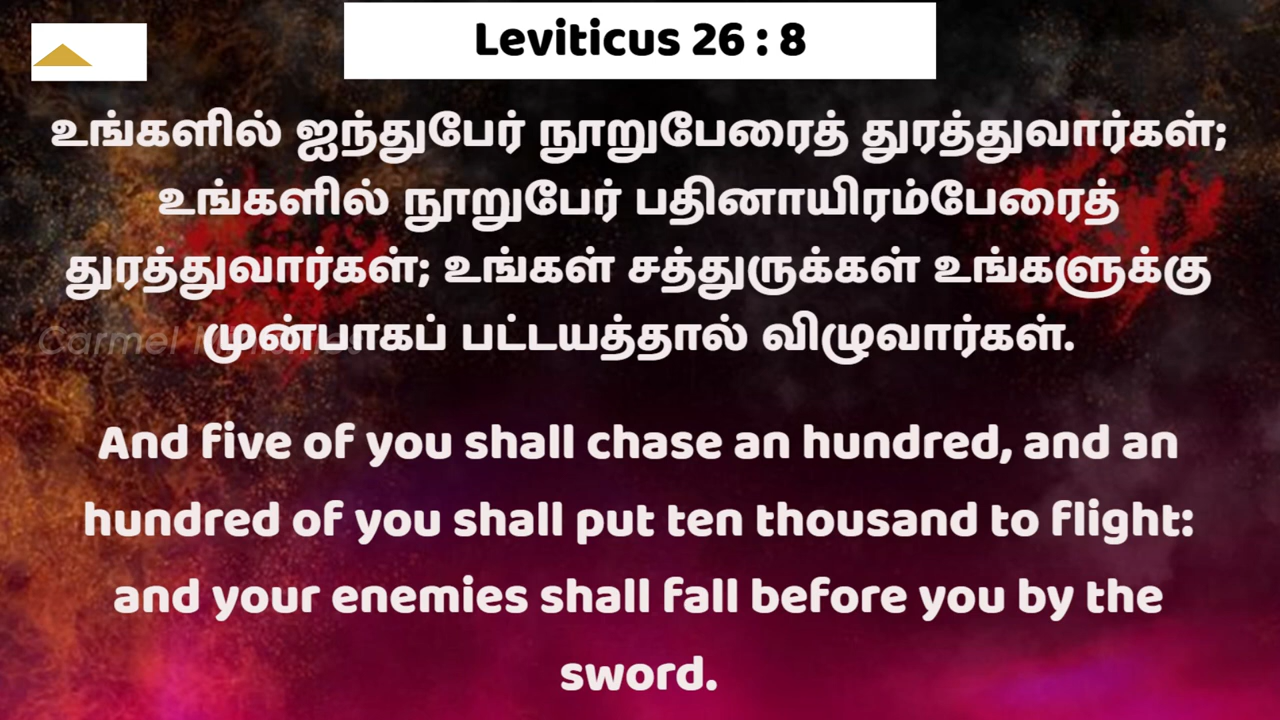 Leviticus 26 : 8
உங்களில் ஐந்துபேர் நூறுபேரைத் துரத்துவார்கள்;
உங்களில் நூறுபேர் பதினாயிரம்பேரைத்
துரத்துவார்கள்; உங்கள் சத்துருக்கள் உங்களுக்கு
முன்பாகப் பட்டயத்தால் விழுவார்கள்.
Carmel
And five of you shall chase an hundred, and an
hundred of you shall put ten thousand to flight:
and your enemies shall fall before you by the
sword.